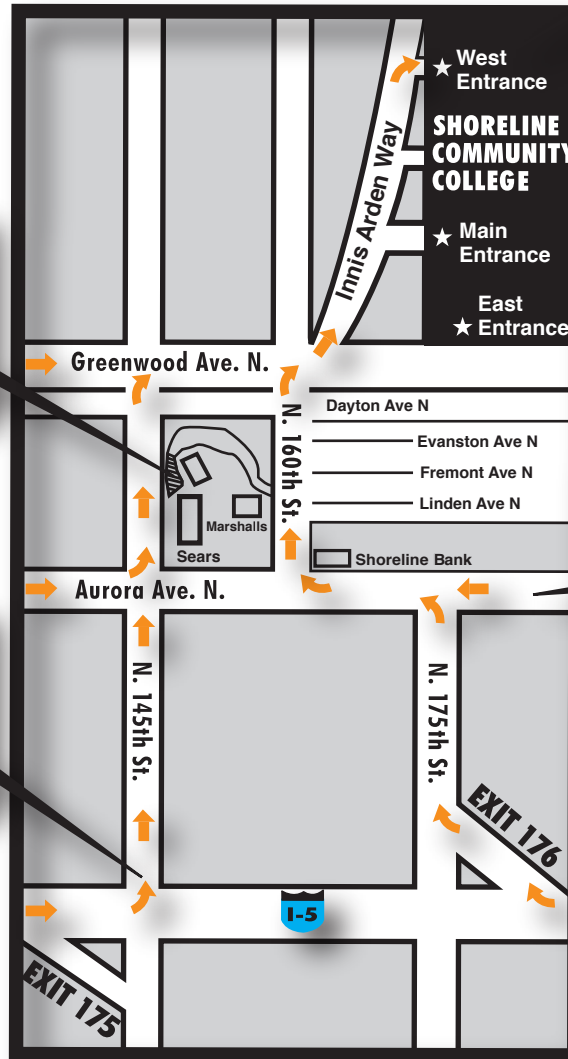 West
Entrance
SHORELINE
COMMUNITY
COLLEGE
Main
Entrance
East
Entrance
Innis Arden Way
Greenwood Ave. N.
Dayton Ave N
N. 160th St.
Evanston Ave N
Fremont Ave N
Linden Ave N
Marshalls
Sears
Shoreline Bank
Aurora Ave. N.
N. 145th St.
N. 175th St.
EXIT 176
I-5
EXIT 175